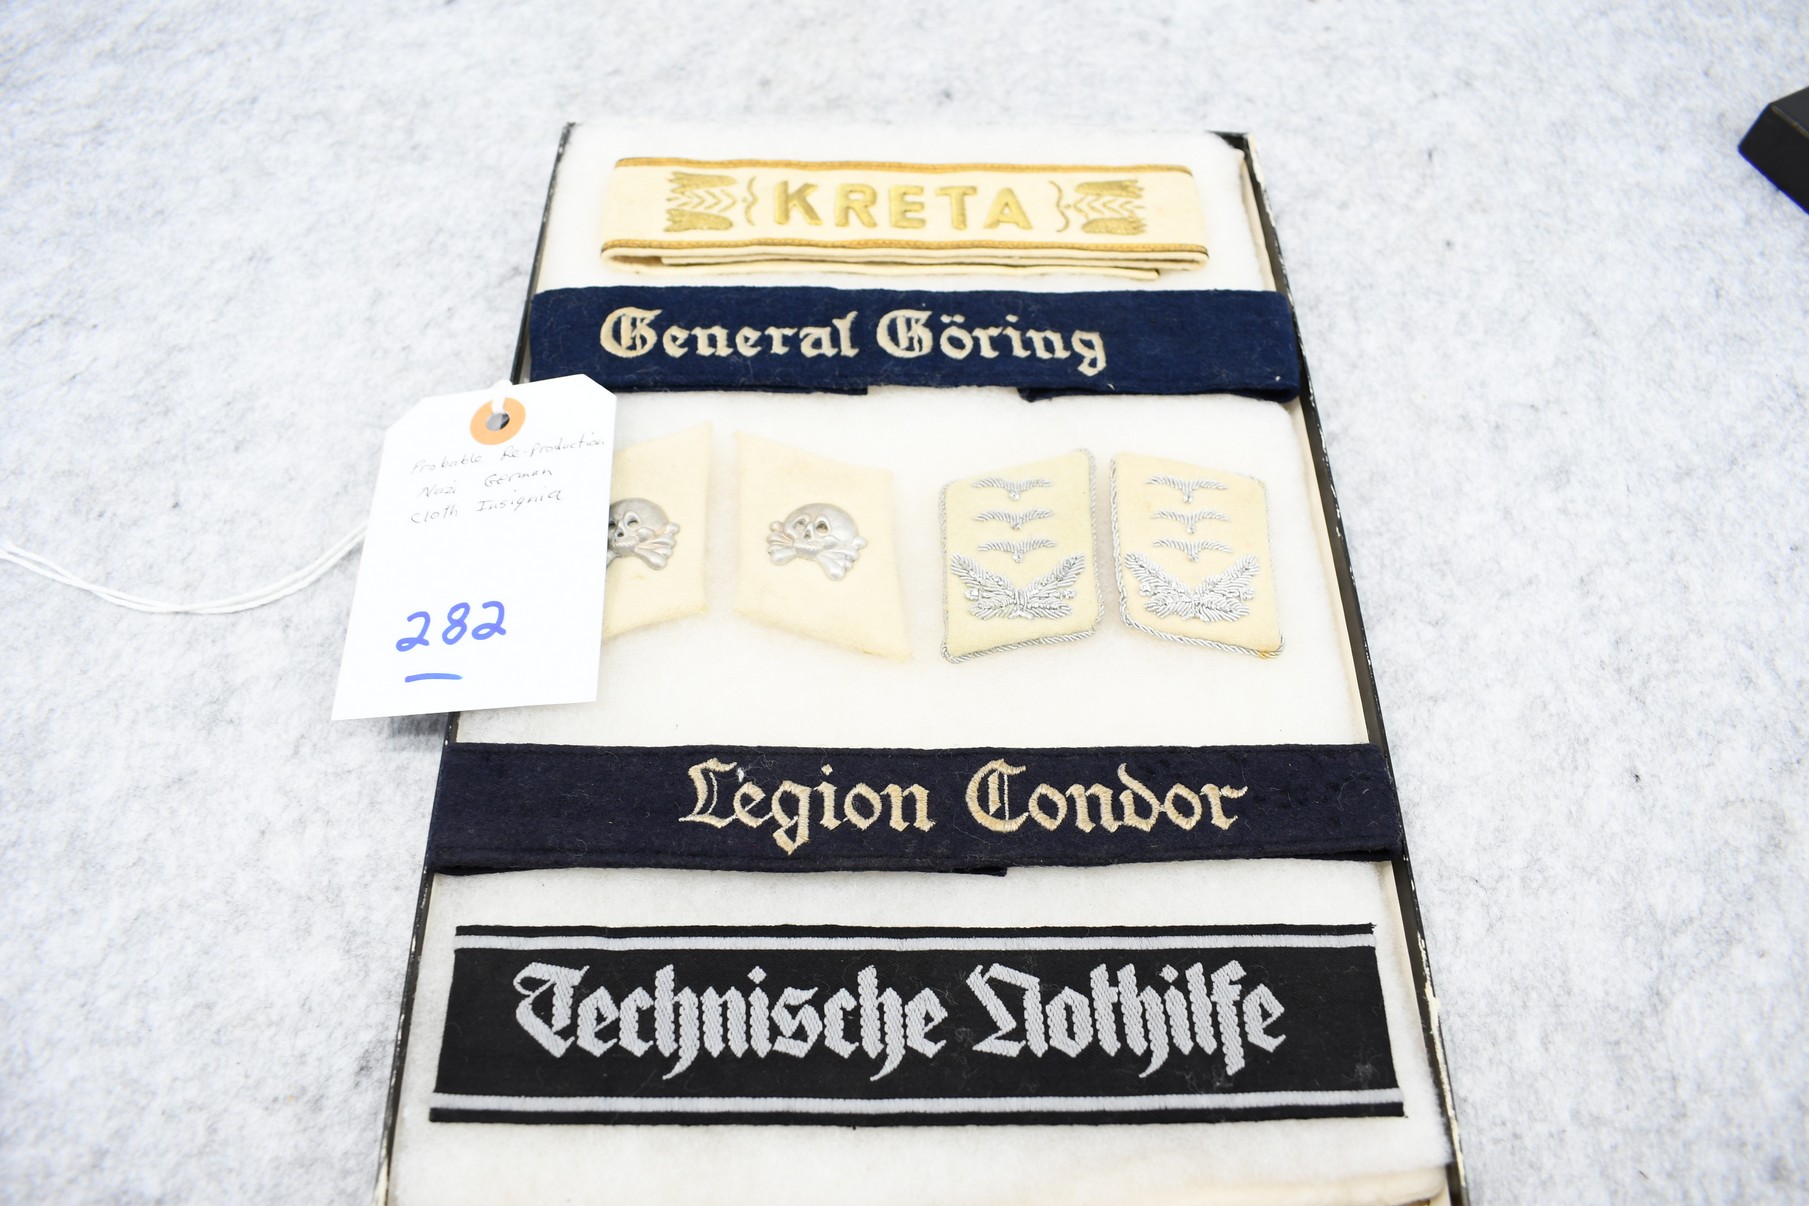 KRETA
General Göring
Probable Re-Production
Nazi German
Cloth Insignia
282
Legion Condor
Technische Nothilfe